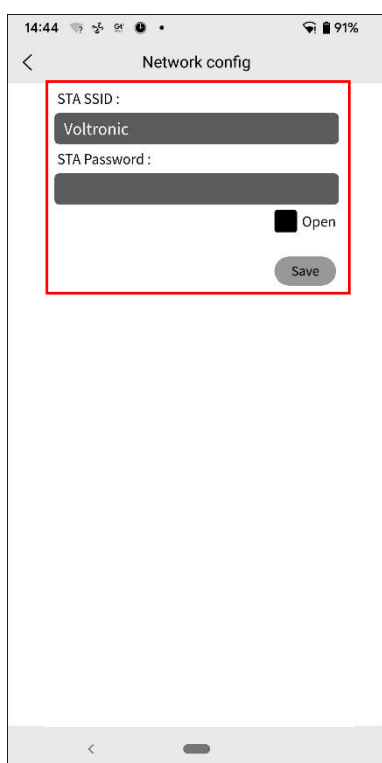 14:44
91%
Network config
STA SSID :
Voltronic
STA Password :
Open
Save